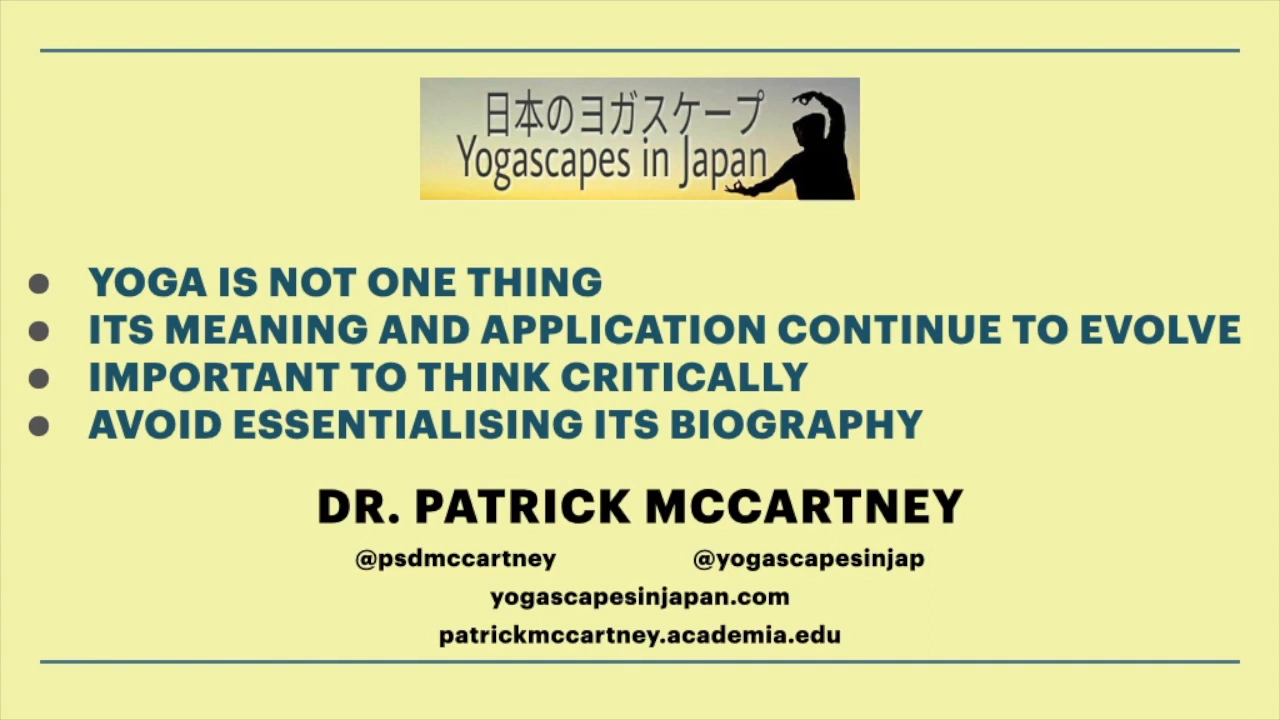 日本のヨガスケープ
Yogascapes in Japan
● YOGA IS NOT ONE THING
● ITS MEANING AND APPLICATION CONTINUE TO EVOLVE
● IMPORTANT TO THINK CRITICALLY
● AVOID ESSENTIALISING ITS BIOGRAPHY
DR. PATRICK MCCARTNEY
@psdmccartney @yogascapesinjap
yogascapesinjapan.com
patrickmccartney.academia.edu